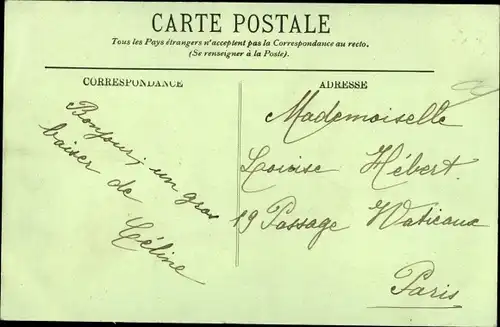 CARTE POSTALE
Tous les Pays étrangers n'acceptent pas la Correspondance au recto.
(Se renseigner à la Poste).
CORRESPONDANCE
Bonjour, un gros
baiser de
Céline
ADRESSE
Mademoiselle
Louise Hébert.
19 Passage
Paris